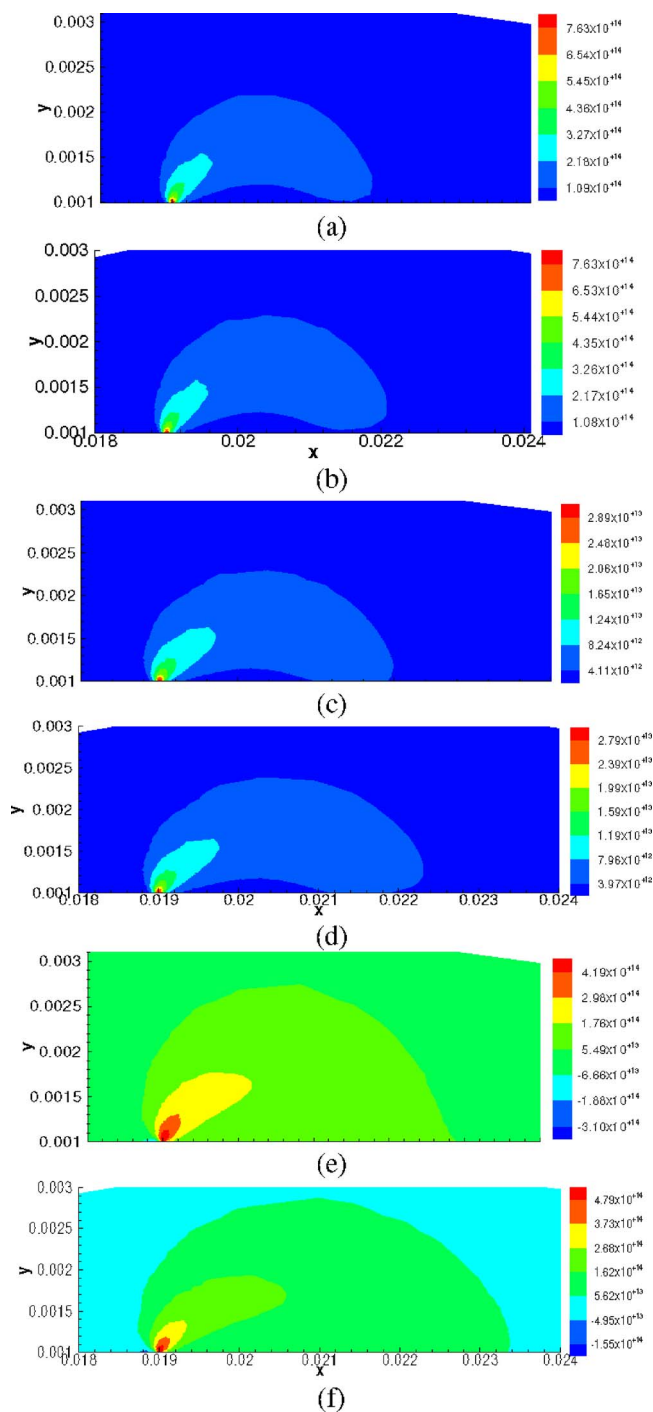 0.003
0.0025
0.002
0.0015
0.001
y
7.63x10+14
6.54x10+14
5.45x10+14
4.36x10+14
3.27x10+14
2.18x10+14
1.09x10+14
(a)
0.003
0.0025
0.002
0.0015
0.001
y
0.018
0.02
0.022
0.024
x
7.63x10+14
6.53x10+14
5.44x10+14
4.35x10+14
3.26x10+14
2.17x10+14
1.08x10+14
(b)
0.003
0.0025
0.002
0.0015
0.001
y
2.89x10+13
2.48x10+13
2.06x10+13
1.65x10+13
1.24x10+13
8.24x10+12
4.11x10+12
(c)
0.003
0.0025
0.002
0.0015
0.001
y
0.018
0.019
0.02
0.021
0.022
0.023
0.024
x
2.79x10+13
2.39x10+13
1.99x10+13
1.59x10+13
1.19x10+13
7.96x10+12
3.97x10+12
(d)
0.003
0.0025
0.002
0.0015
0.001
y
4.19x10+14
2.98x10+14
1.76x10+14
5.49x10+13
-6.66x10+13
-1.88x10+14
-3.10x10+14
(e)
0.003
0.0025
0.002
0.0015
0.001
y
0.018
0.019
0.02
0.021
0.022
0.023
0.024
x
4.79x10+14
3.73x10+14
2.68x10+14
1.62x10+14
5.62x10+13
-4.95x10+13
-1.55x10+14
(f)